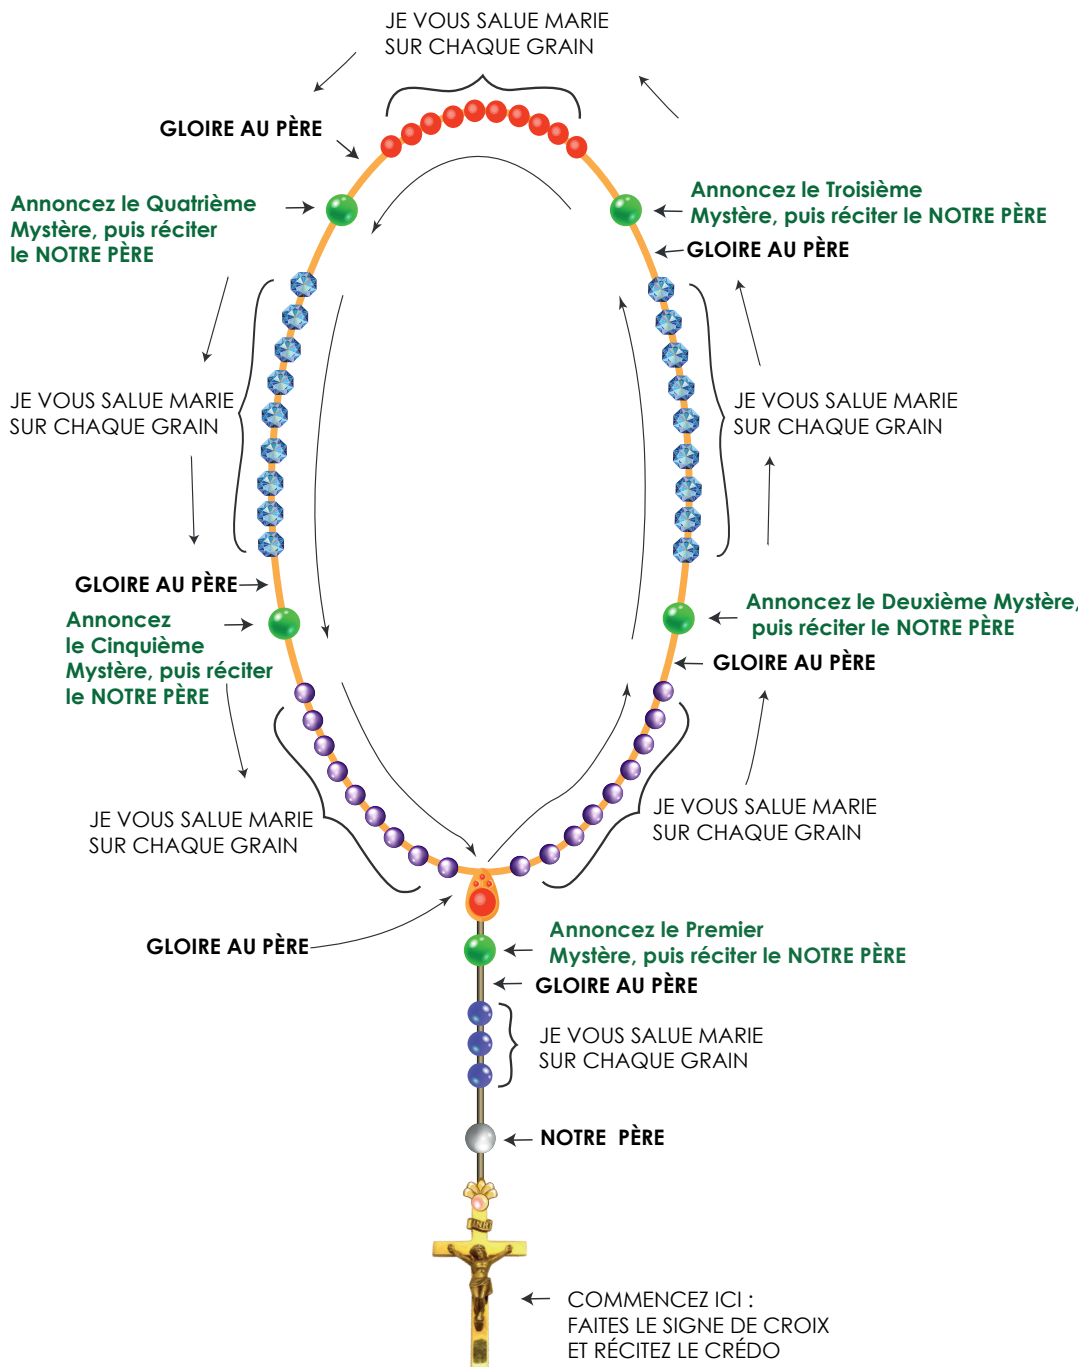 JE VOUS SALUE MARIE
SUR CHAQUE GRAIN
GLOIRE AU PÈRE
Annoncez le Quatrième
Mystère, puis réciter
le NOTRE PÈRE
Annoncez le Troisième
Mystère, puis réciter le NOTRE PÈRE
GLOIRE AU PÈRE
JE VOUS SALUE MARIE
SUR CHAQUE GRAIN
JE VOUS SALUE MARIE
SUR CHAQUE GRAIN
GLOIRE AU PÈRE
Annoncez
le Cinquième
Mystère, puis réciter
le NOTRE PÈRE
Annoncez le Deuxième Mystère,
puis réciter le NOTRE PÈRE
GLOIRE AU PÈRE
JE VOUS SALUE MARIE
SUR CHAQUE GRAIN
JE VOUS SALUE MARIE
SUR CHAQUE GRAIN
GLOIRE AU PÈRE
Annoncez le Premier
Mystère, puis réciter le NOTRE PÈRE
GLOIRE AU PÈRE
JE VOUS SALUE MARIE
SUR CHAQUE GRAIN
NOTRE PÈRE
COMMENCEZ ICI :
FAITES LE SIGNE DE CROIX
ET RÉCITEZ LE CRÉDO